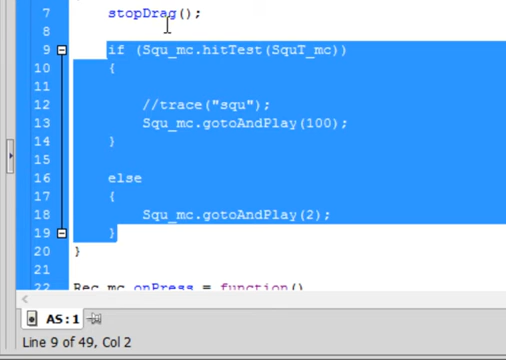 7 stopDrag();
8
9 if (Squ_mc.hitTest(SquT_mc))
10 {
11
12 //trace("squ");
13 Squ_mc.gotoAndPlay(100);
14 }
15
16 else
17 {
18 Squ_mc.gotoAndPlay(2);
19 }
20 }
21
22 Rec_mc.onPress = function()
AS:1
Line 9 of 49, Col 2